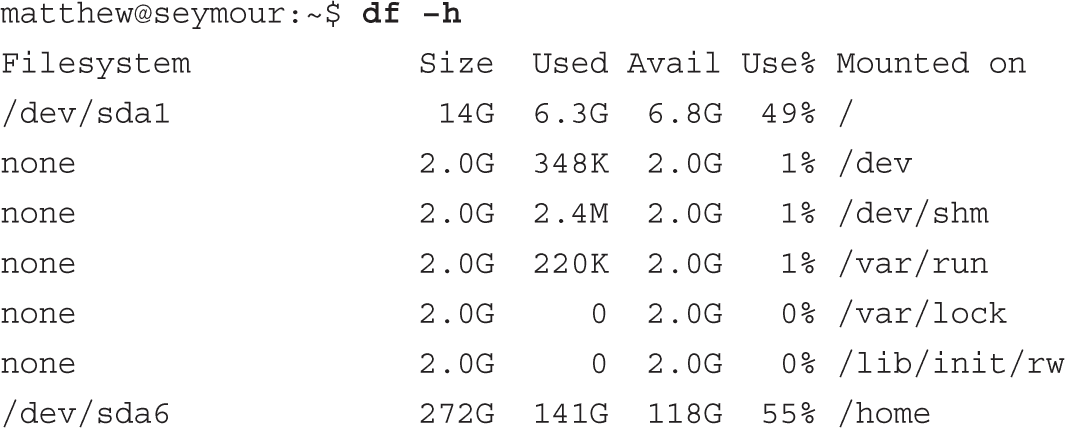 matthew@seymour:~$ df -h
Filesystem            Size  Used Avail Use% Mounted on
/dev/sda1              14G  6.3G  6.8G  49% /
none                  2.0G  348K  2.0G   1% /dev
none                  2.0G  2.4M  2.0G   1% /dev/shm
none                  2.0G  220K  2.0G   1% /var/run
none                  2.0G     0  2.0G   0% /var/lock
none                  2.0G     0  2.0G   0% /lib/init/rw
/dev/sda6             272G  141G  118G  55% /home